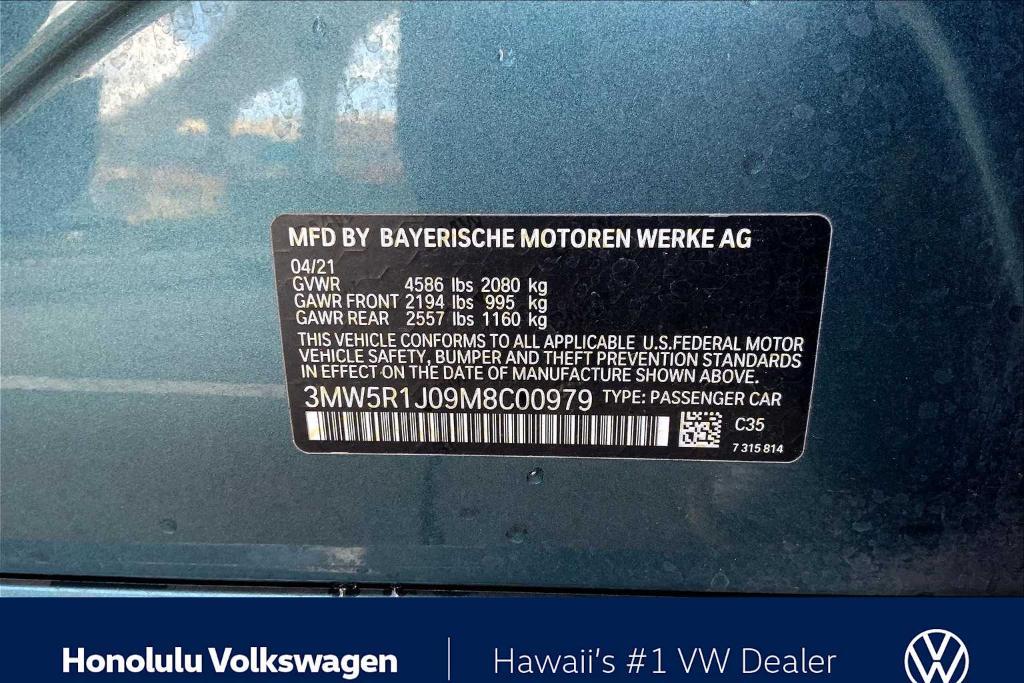 MFD BY BAYERISCHE MOTOREN WERKE AG
04/21
GVWR 4586 lbs 2080 kg
GAWR FRONT 2194 lbs 995 kg
GAWR REAR 2557 lbs 1160 kg
THIS VEHICLE CONFORMS TO ALL APPLICABLE U.S.FEDERAL MOTOR
VEHICLE SAFETY, BUMPER AND THEFT PREVENTION STANDARDS
IN EFFECT ON THE DATE OF MANUFACTURE SHOWN ABOVE.
3MW5R1J09M8C00979 TYPE: PASSENGER CAR
C35
7 315 814
Honolulu Volkswagen | Hawaii's #1 VW Dealer